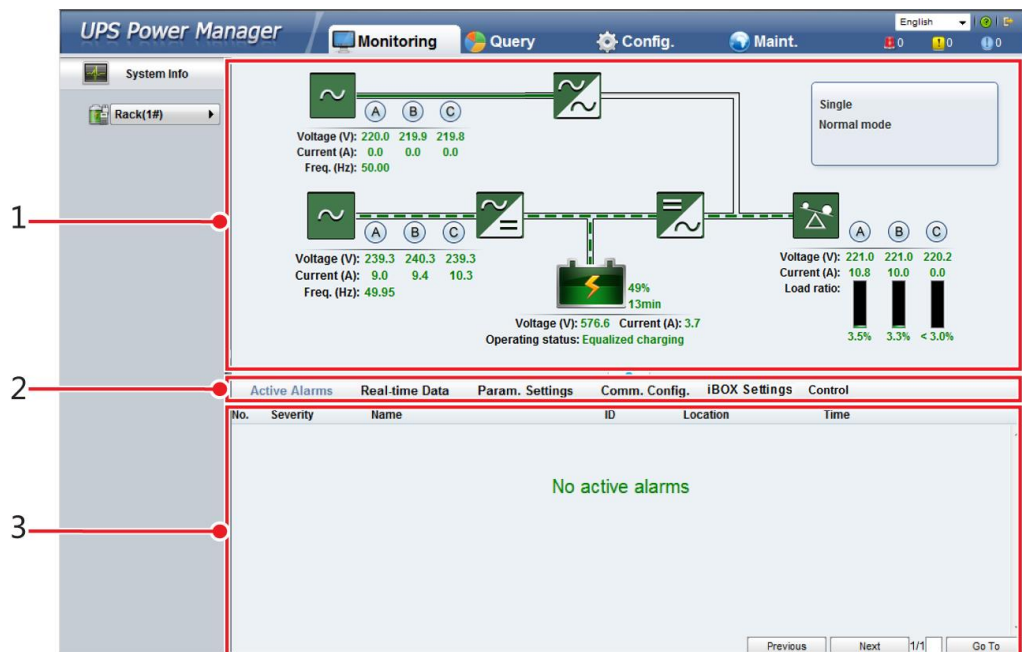 English
UPS Power Manager
Monitoring
Query
Config.
Maint.
0
0
0
System Info
Rack(1#)
A B C
Voltage (V): 220.0 219.9 219.8
Current (A): 0.0 0.0 0.0
Freq. (Hz): 50.00
Single
Normal mode
1
A B C
Voltage (V): 239.3 240.3 239.3
Current (A): 9.0 9.4 10.3
Freq. (Hz): 49.95
49%
13min
Voltage (V): 576.6 Current (A): 3.7
Operating status: Equalized charging
A B C
Voltage (V): 221.0 221.0 220.2
Current (A): 10.8 10.0 0.0
Load ratio:
3.5% 3.3% < 3.0%
2
Active Alarms Real-time Data Param. Settings Comm. Config. iBOX Settings Control
No. Severity Name ID Location Time
No active alarms
3
Previous Next 1/1 Go To